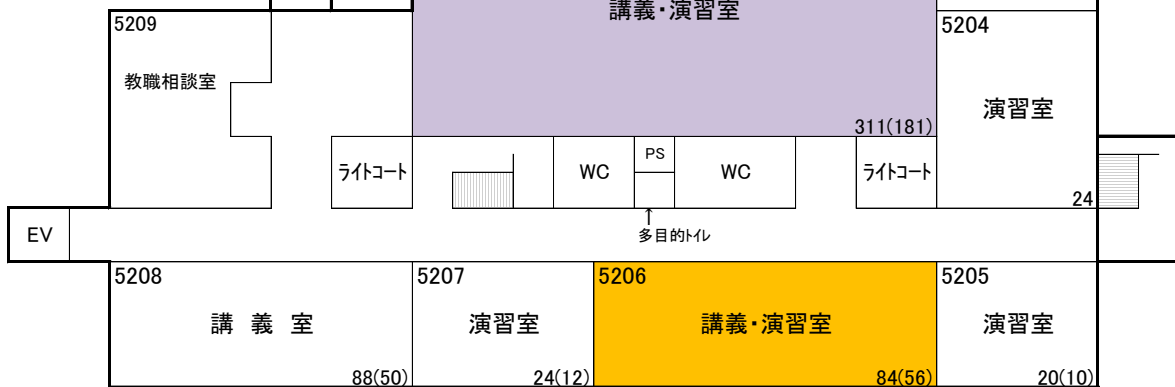 講義・演習室
5209
5204
教職相談室
演習室
311(181)
ライトコート
WC
PS
WC
ライトコート
24
EV
↑
多目的トイレ
5208
5207
5206
5205
講 義 室
演習室
講義・演習室
演習室
88(50)
24(12)
84(56)
20(10)